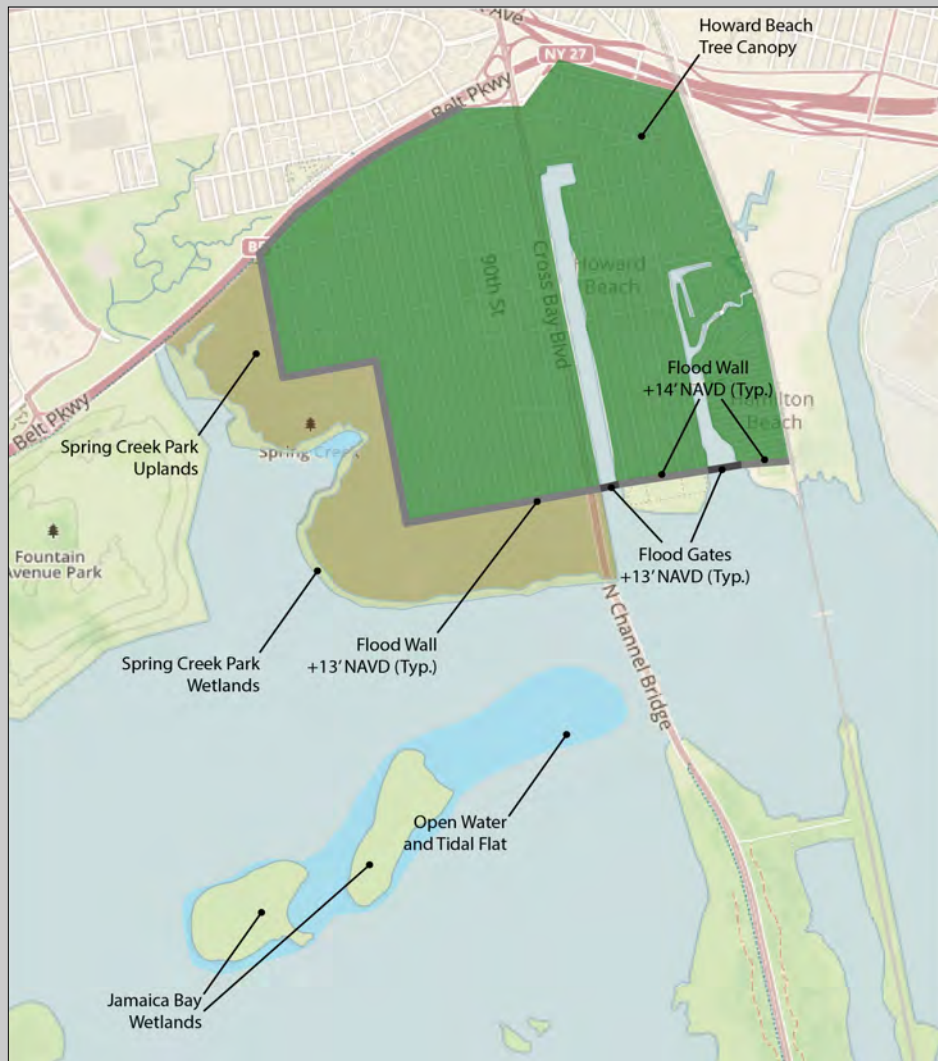 Ave
Howard Beach
Tree Canopy
NY 27
Belt Pkwy
Cross Bay Blvd
Howard
Beach
90th St
Flood Wall
+14' NAVD (Typ.)
Hamilton
Beach
Belt Pkwy
Spring Creek Park
Uplands
Spring Creek
Fountain
Avenue Park
Flood Gates
+13' NAVD (Typ.)
Flood Wall
+13' NAVD (Typ.)
Spring Creek Park
Wetlands
N Channel Bridge
Open Water
and Tidal Flat
Jamaica Bay
Wetlands